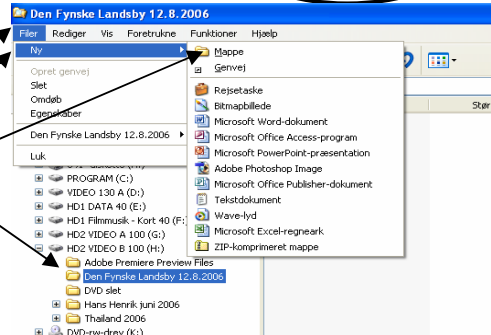 Den Fynske Landsby 12.8.2006
Filer Rediger Vis Foretrukne Funktioner Hjælp
Ny
Opret genvej
Slet
Omdøb
Egenskaber
Den Fynske Landsby 12.8.2006
Luk
Mappe
Genvej
Rejsetaske
Bitmapbillede
Microsoft Word-dokument
Microsoft Office Access-program
Microsoft PowerPoint-præsentation
Adobe Photoshop Image
Microsoft Office Publisher-dokument
Tekstdokument
Wave-lyd
Microsoft Excel-regneark
ZIP-komprimeret mappe
Stør
PROGRAM (C:)
VIDEO 130 A (D:)
HD1 DATA 40 (E:)
HD1 Filmmusik - Kort 40 (F:)
HD2 VIDEO A 100 (G:)
HD2 VIDEO B 100 (H:)
Adobe Premiere Preview Files
Den Fynske Landsby 12.8.2006
DVD slet
Hans Henrik juni 2006
Thailand 2006
DVD-rw-drev (K:)